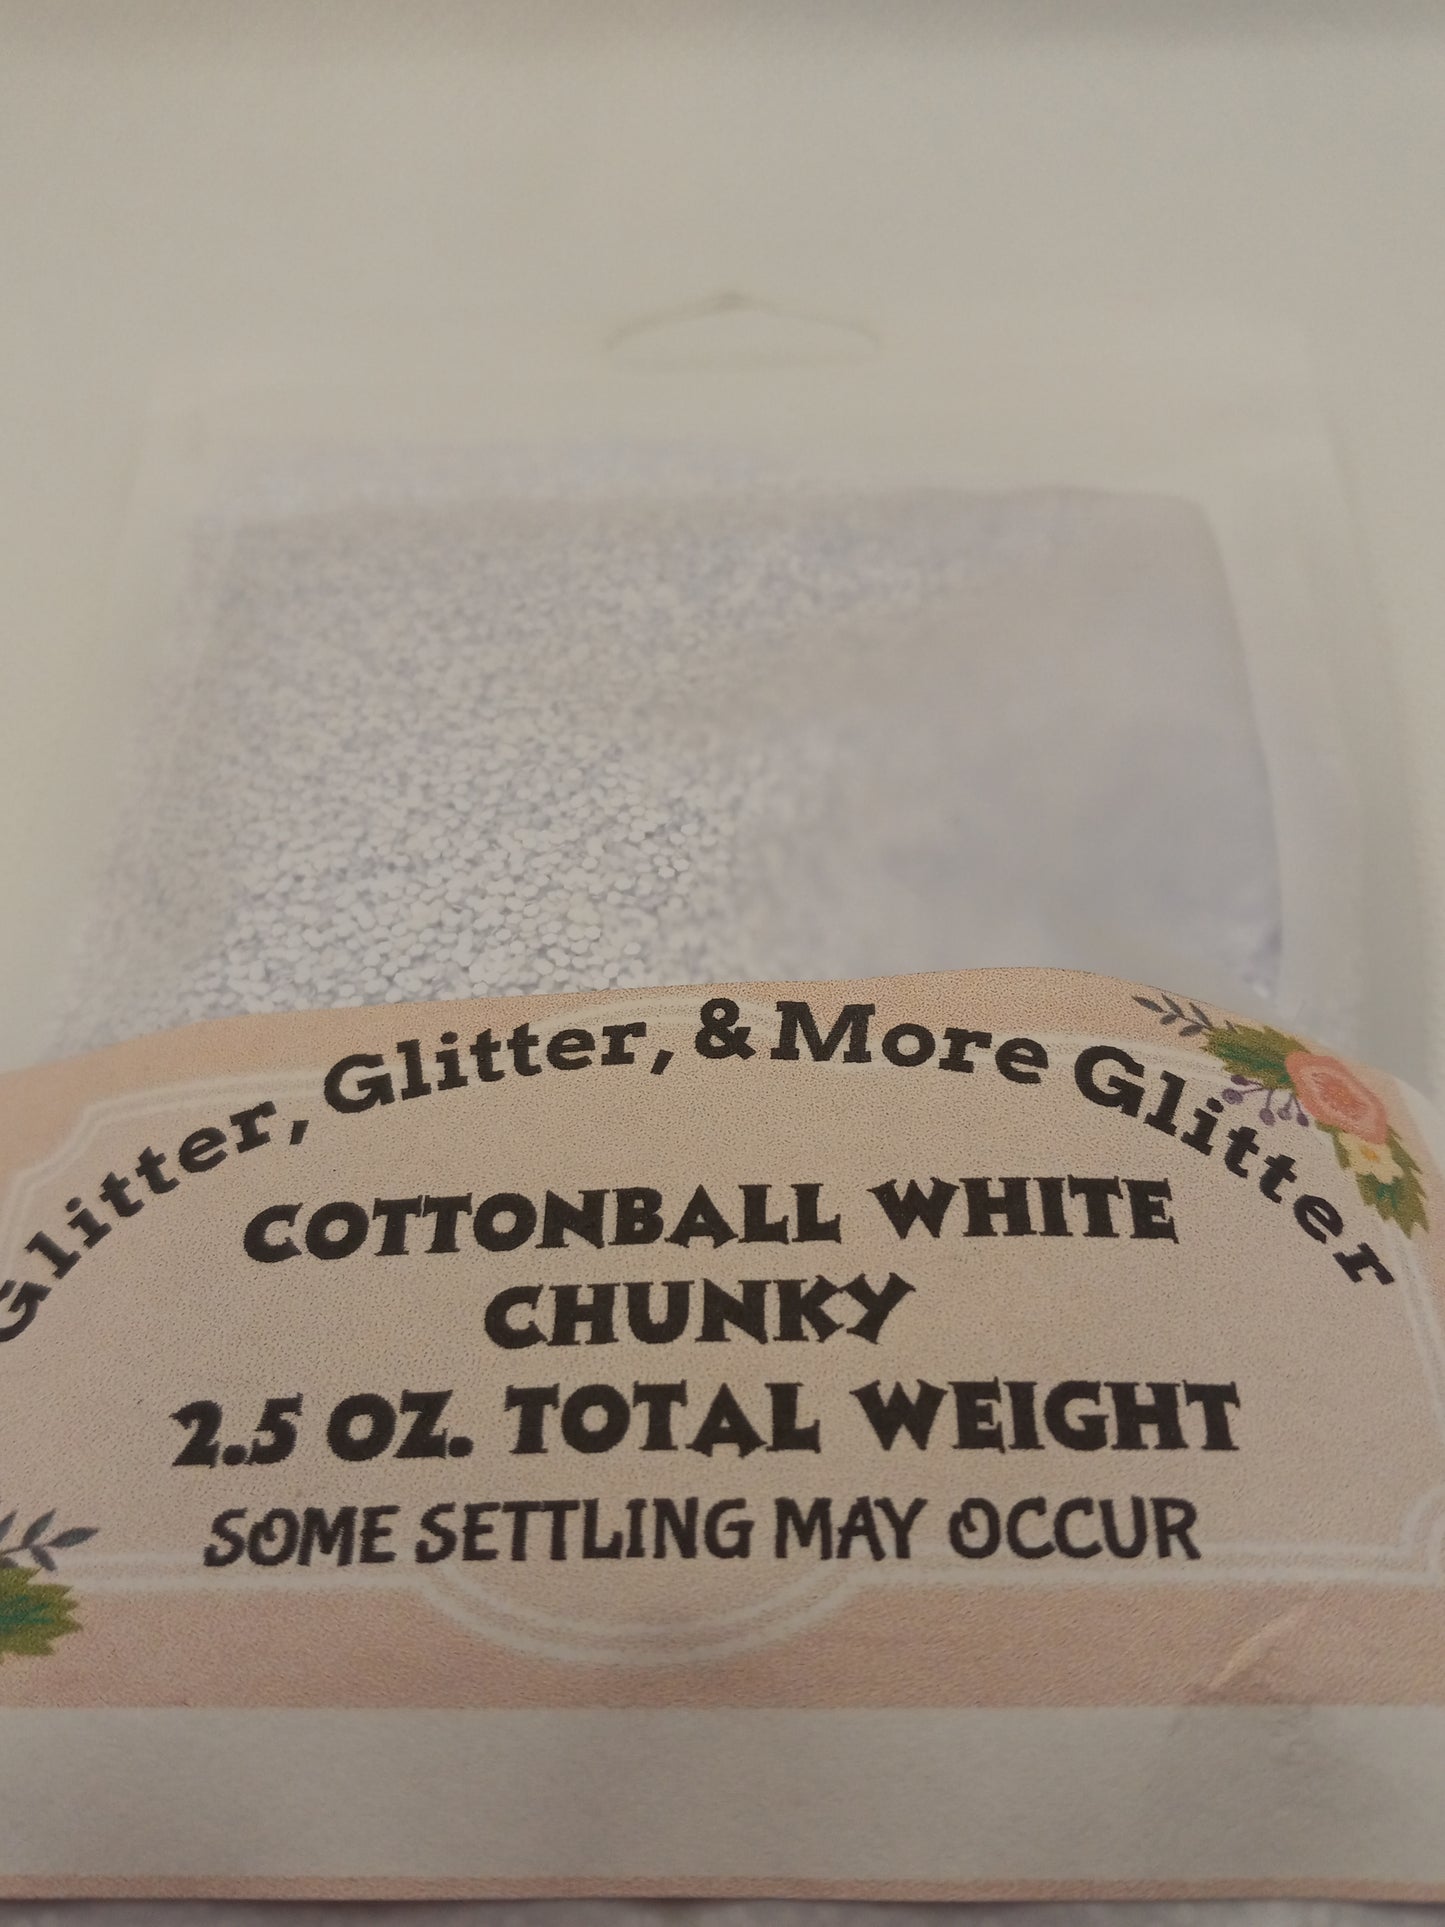 Glitter, Glitter, & More Glitter
COTTONBALL WHITE
CHUNKY
2.5 OZ. TOTAL WEIGHT
SOME SETTLING MAY OCCUR